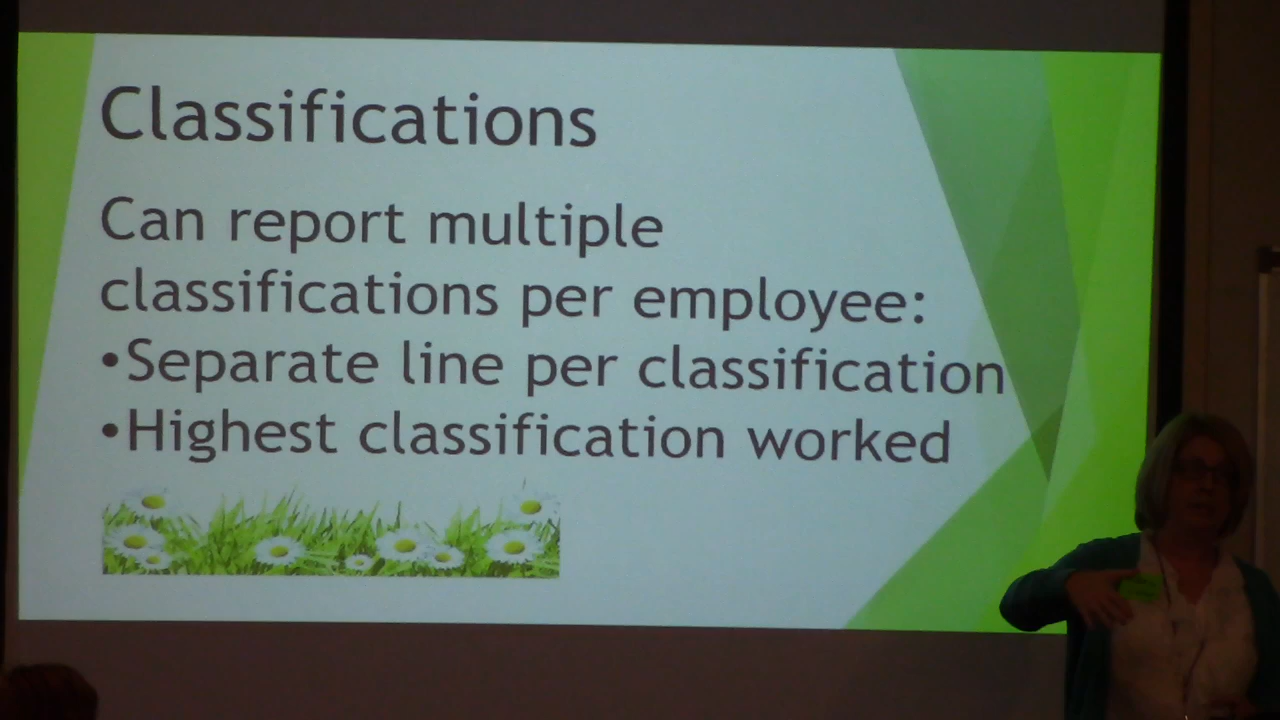 Classifications
Can report multiple
classifications per employee:
•Separate line per classification
•Highest classification worked